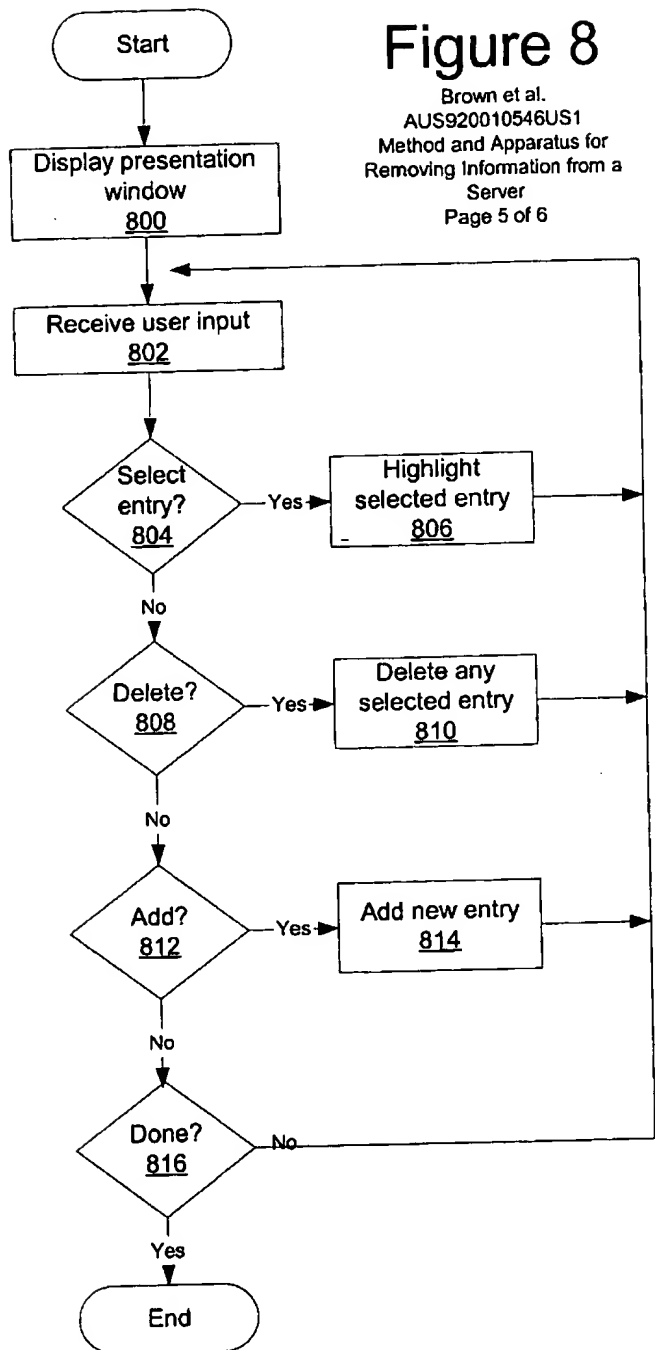 Figure 8
Brown et al.
AUS920010546US1
Method and Apparatus for
Removing Information from a
Server
Page 5 of 6
Start
Display presentation
window
800
Receive user input
802
Select
entry?
804
Yes
Highlight
selected entry
806
No
Delete?
808
Yes
Delete any
selected entry
810
No
Add?
812
Yes
Add new entry
814
No
Done?
816
No
Yes
End